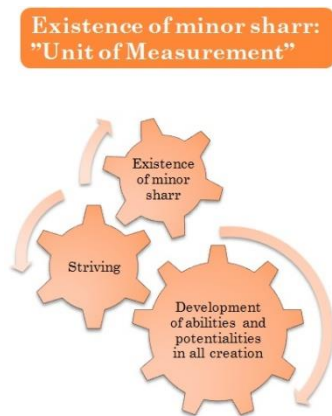 Existence of minor sharr:
”Unit of Measurement”
Existence
of minor
sharr
Striving
Development
of abilities and
potentialities
in all creation